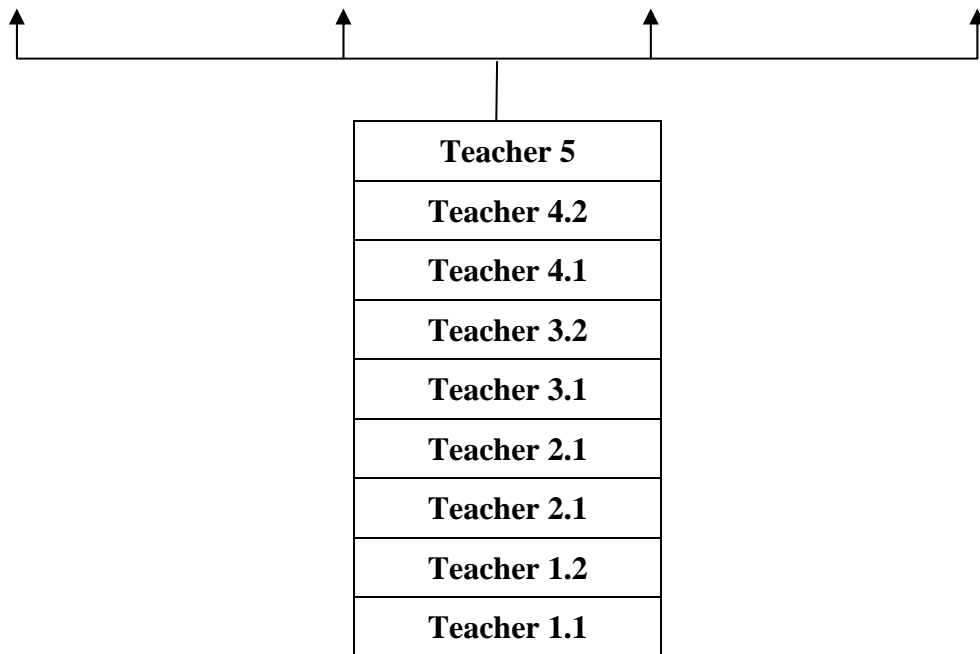 Teacher 5
Teacher 4.2
Teacher 4.1
Teacher 3.2
Teacher 3.1
Teacher 2.1
Teacher 2.1
Teacher 1.2
Teacher 1.1